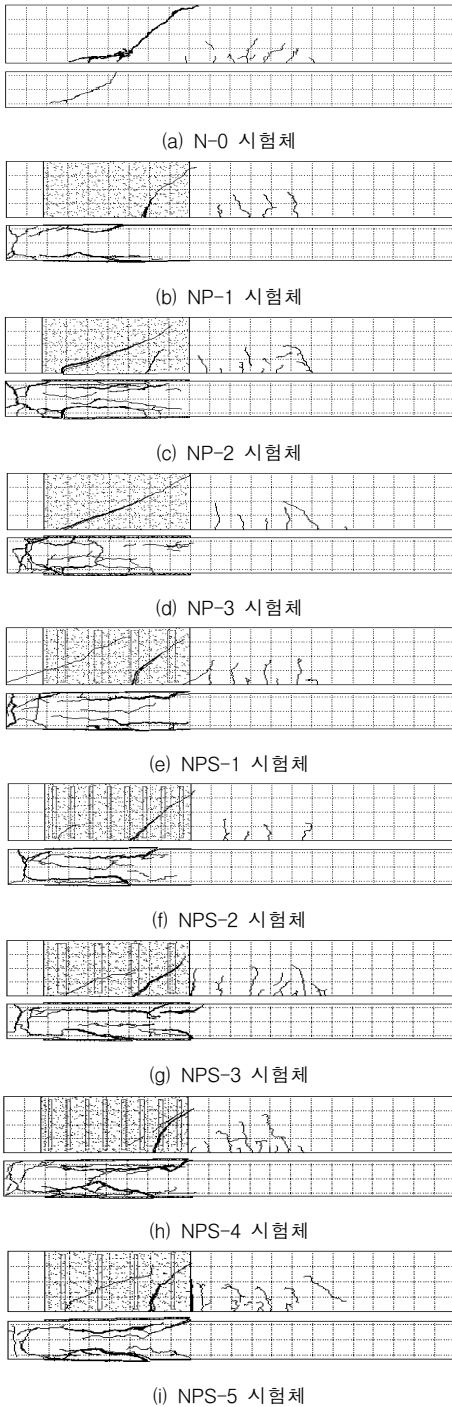 (a) N-0 시험체
(b) NP-1 시험체
(c) NP-2 시험체
(d) NP-3 시험체
(e) NPS-1 시험체
(f) NPS-2 시험체
(g) NPS-3 시험체
(h) NPS-4 시험체
(i) NPS-5 시험체